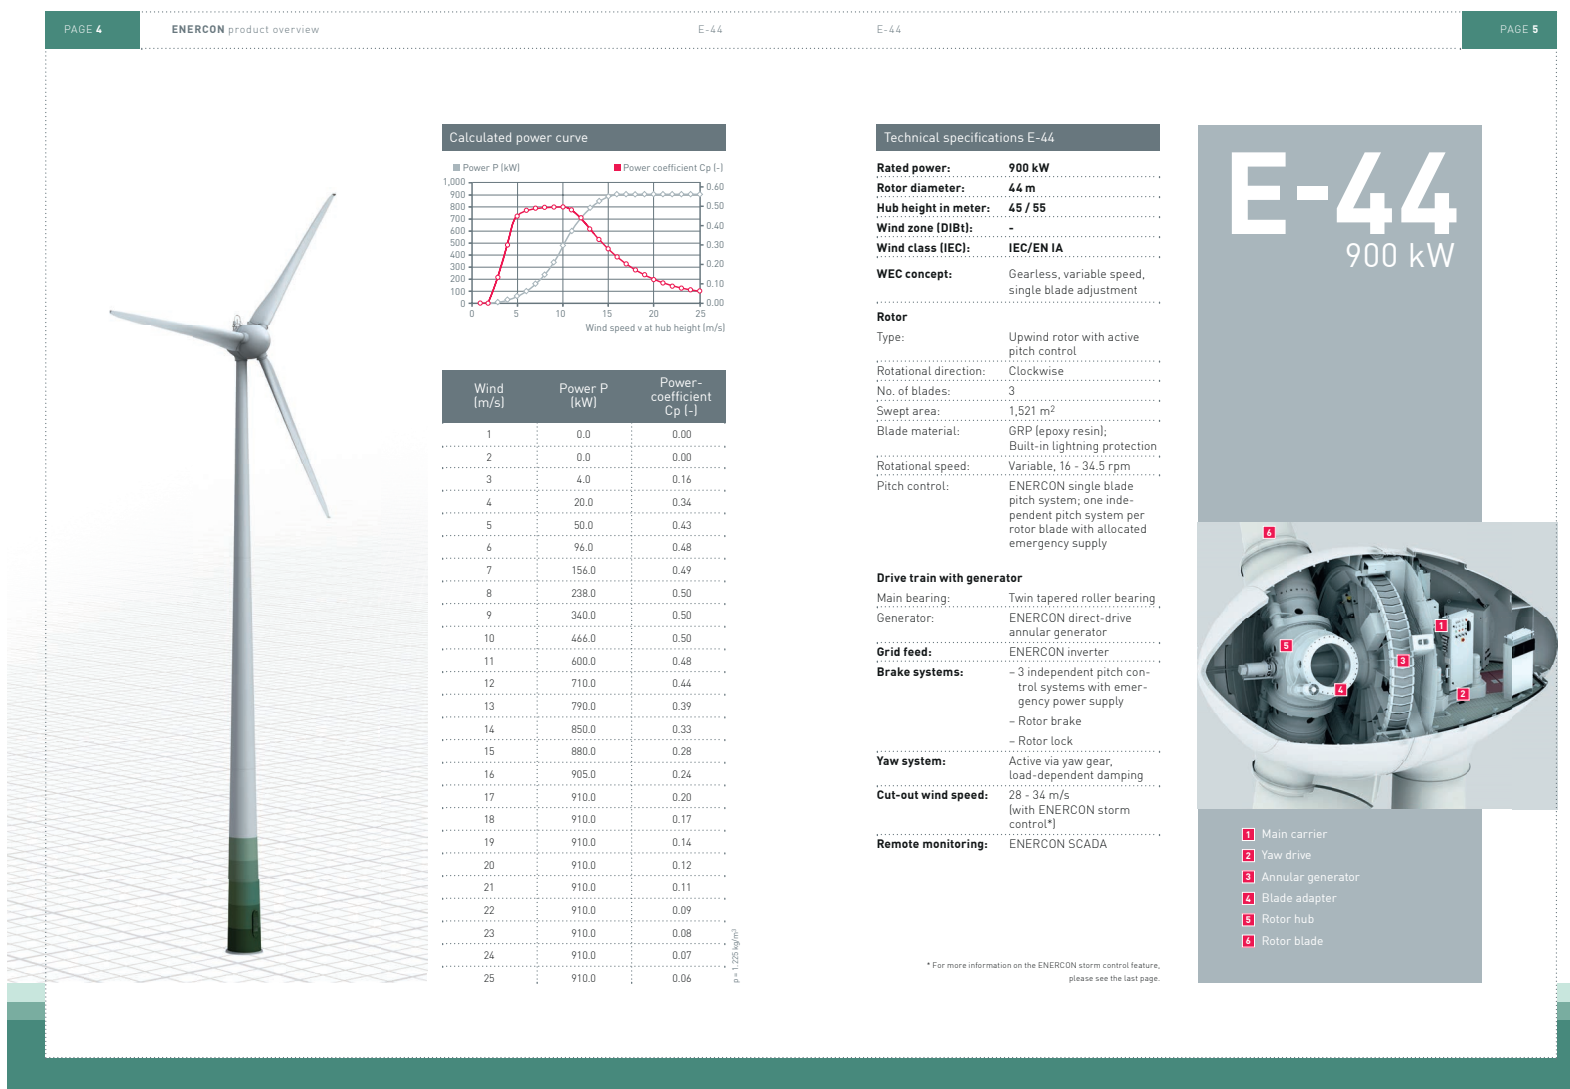 PAGE 4
ENERCON product overview
E-44
E-44
PAGE 5
Calculated power curve
Power P (kW)
Power coefficient Cp (-)
1,000
900
800
700
600
500
400
300
200
100
0
0.60
0.50
0.40
0.30
0.20
0.10
0.00
0 5 10 15 20 25
Wind speed v at hub height (m/s)
Wind (m/s) Power P (kW) Power-coefficient Cp (-)
1 0.0 0.00
2 0.0 0.00
3 4.0 0.16
4 20.0 0.34
5 50.0 0.43
6 96.0 0.48
7 156.0 0.49
8 238.0 0.50
9 340.0 0.50
10 466.0 0.50
11 600.0 0.48
12 710.0 0.44
13 790.0 0.39
14 850.0 0.33
15 880.0 0.28
16 905.0 0.24
17 910.0 0.20
18 910.0 0.17
19 910.0 0.14
20 910.0 0.12
21 910.0 0.11
22 910.0 0.09
23 910.0 0.08
24 910.0 0.07
25 910.0 0.06
ρ = 1.225 kg/m³
Technical specifications E-44
Rated power: 900 kW
Rotor diameter: 44 m
Hub height in meter: 45 / 55
Wind zone (DIBt): -
Wind class (IEC): IEC/EN IA
WEC concept: Gearless, variable speed,
single blade adjustment
Rotor
Type: Upwind rotor with active
pitch control
Rotational direction: Clockwise
No. of blades: 3
Swept area: 1,521 m²
Blade material: GRP (epoxy resin);
Built-in lightning protection
Rotational speed: Variable, 16 - 34.5 rpm
Pitch control: ENERCON single blade
pitch system; one inde-
pendent pitch system per
rotor blade with allocated
emergency supply
Drive train with generator
Main bearing: Twin tapered roller bearing
Generator: ENERCON direct-drive
annular generator
Grid feed: ENERCON inverter
Brake systems: – 3 independent pitch con-
trol systems with emer-
gency power supply
– Rotor brake
– Rotor lock
Yaw system: Active via yaw gear,
load-dependent damping
Cut-out wind speed: 28 - 34 m/s
(with ENERCON storm
control*)
Remote monitoring: ENERCON SCADA
* For more information on the ENERCON storm control feature,
please see the last page.
E-44
900 kW
6
1
5
3
4
2
1 Main carrier
2 Yaw drive
3 Annular generator
4 Blade adapter
5 Rotor hub
6 Rotor blade